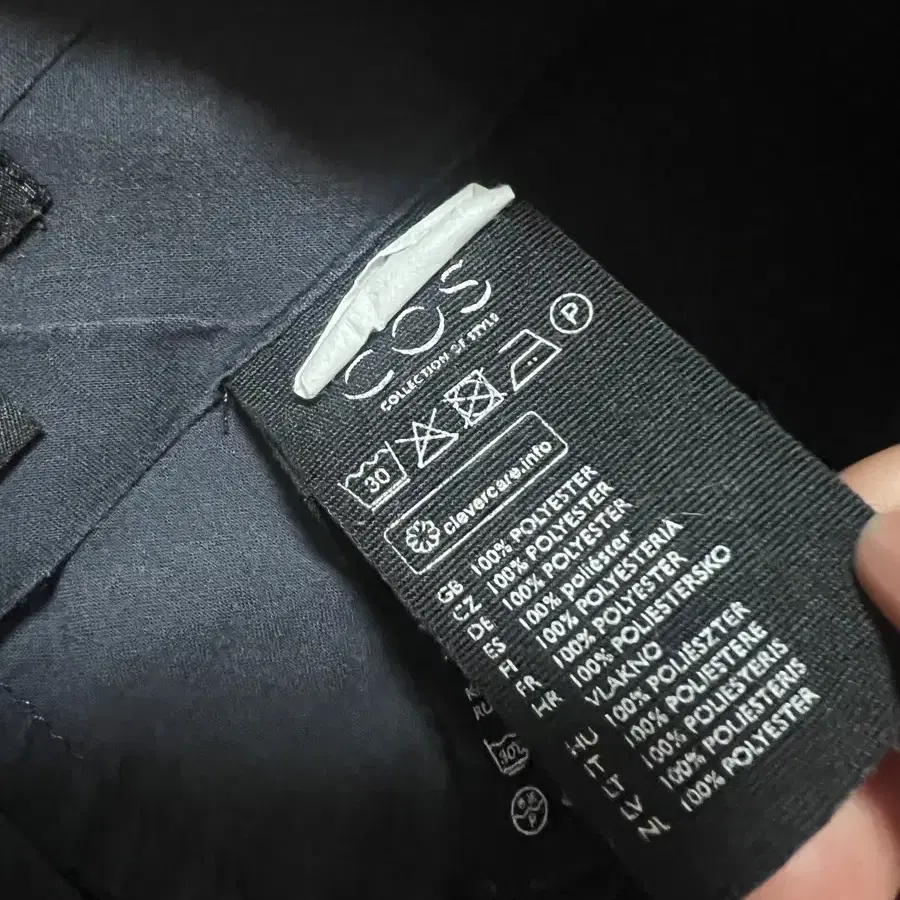 COS
COLLECTION OF STYLE
P
30
clevercare.info
GB 100% POLYESTER
CZ 100% POLYESTER
DE 100% POLYESTER
ES 100% poliéster
FI 100% POLYESTERIA
FR 100% POLYESTER
HR 100% POLIESTERSKO
VLAKNO
HU 100% POLIÉSZTER
IT 100% POLIESTERE
LT 100% POLIESTERIS
LV 100% POLIESTERIS
NL 100% POLYESTER